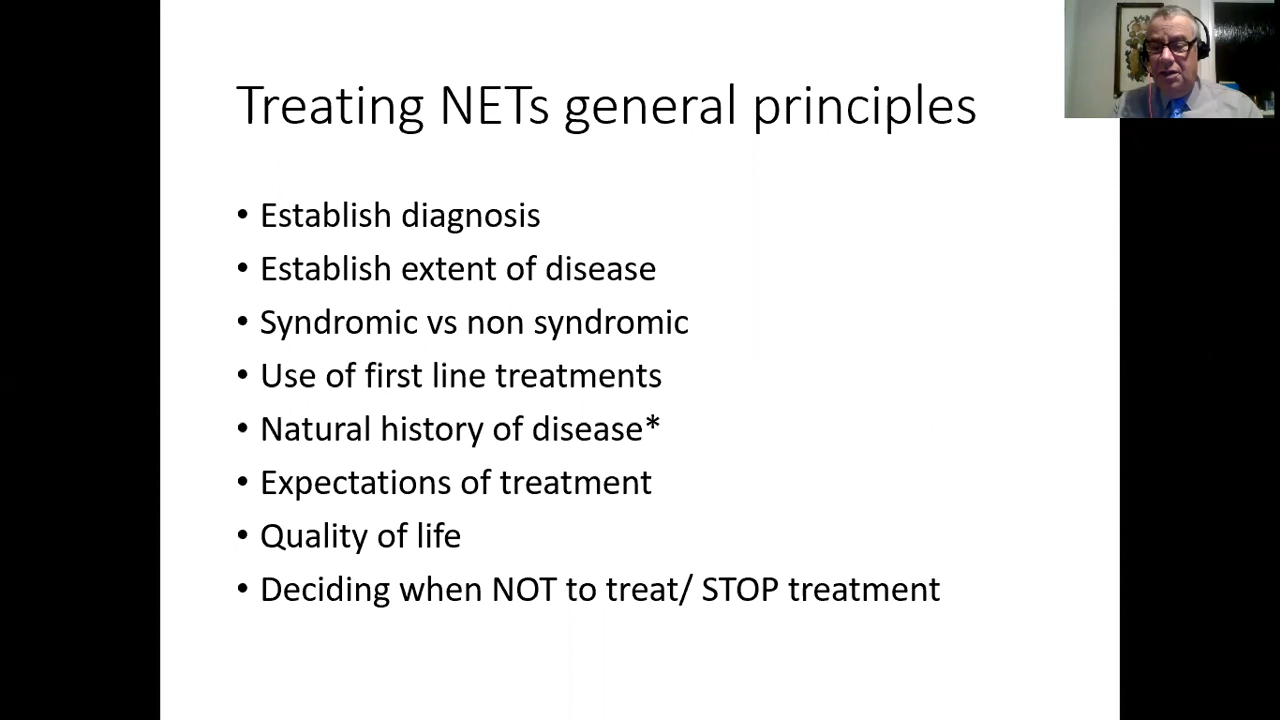 Treating NETs general principles
• Establish diagnosis
• Establish extent of disease
• Syndromic vs non syndromic
• Use of first line treatments
• Natural history of disease*
• Expectations of treatment
• Quality of life
• Deciding when NOT to treat/ STOP treatment